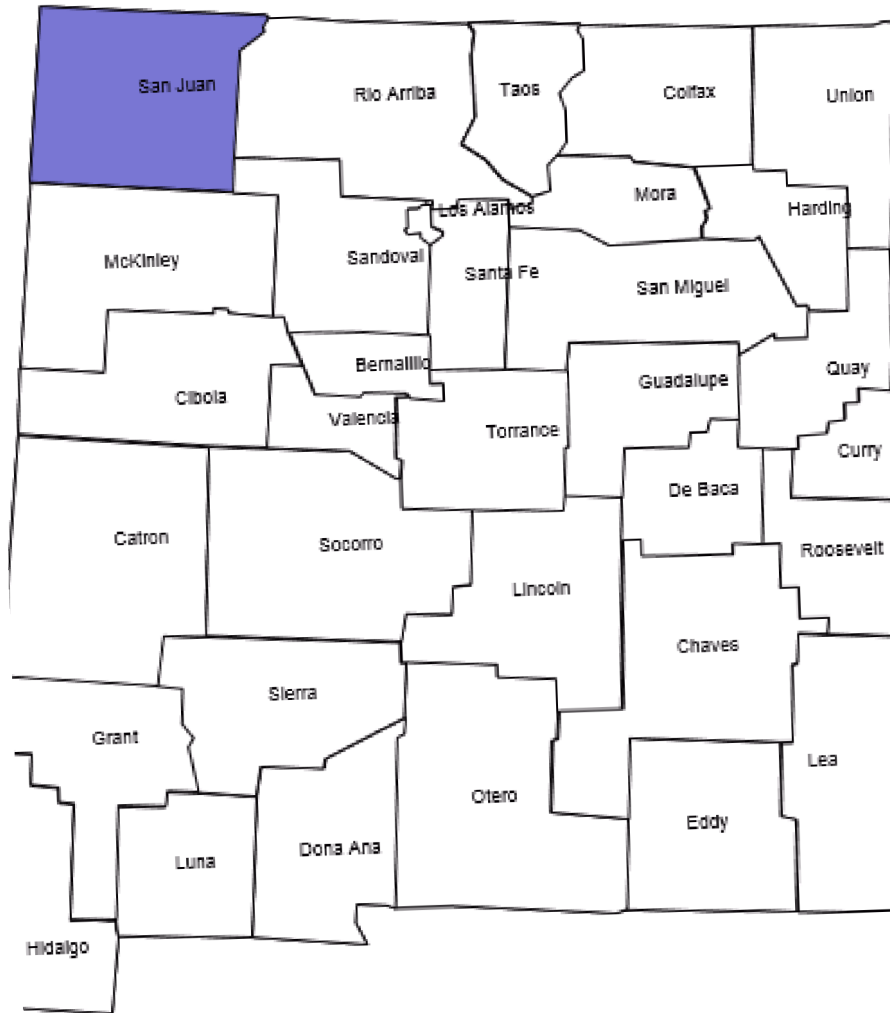 San Juan
Rio Arriba
Taos
Colfax
Union
Los Alamos
Mora
Harding
McKinley
Sandoval
Santa Fe
San Miguel
Cibola
Bernalillo
Guadalupe
Quay
Valencia
Torrance
Curry
De Baca
Catron
Socorro
Roosevelt
Lincoln
Chaves
Sierra
Grant
Lea
Otero
Eddy
Luna
Dona Ana
Hidalgo